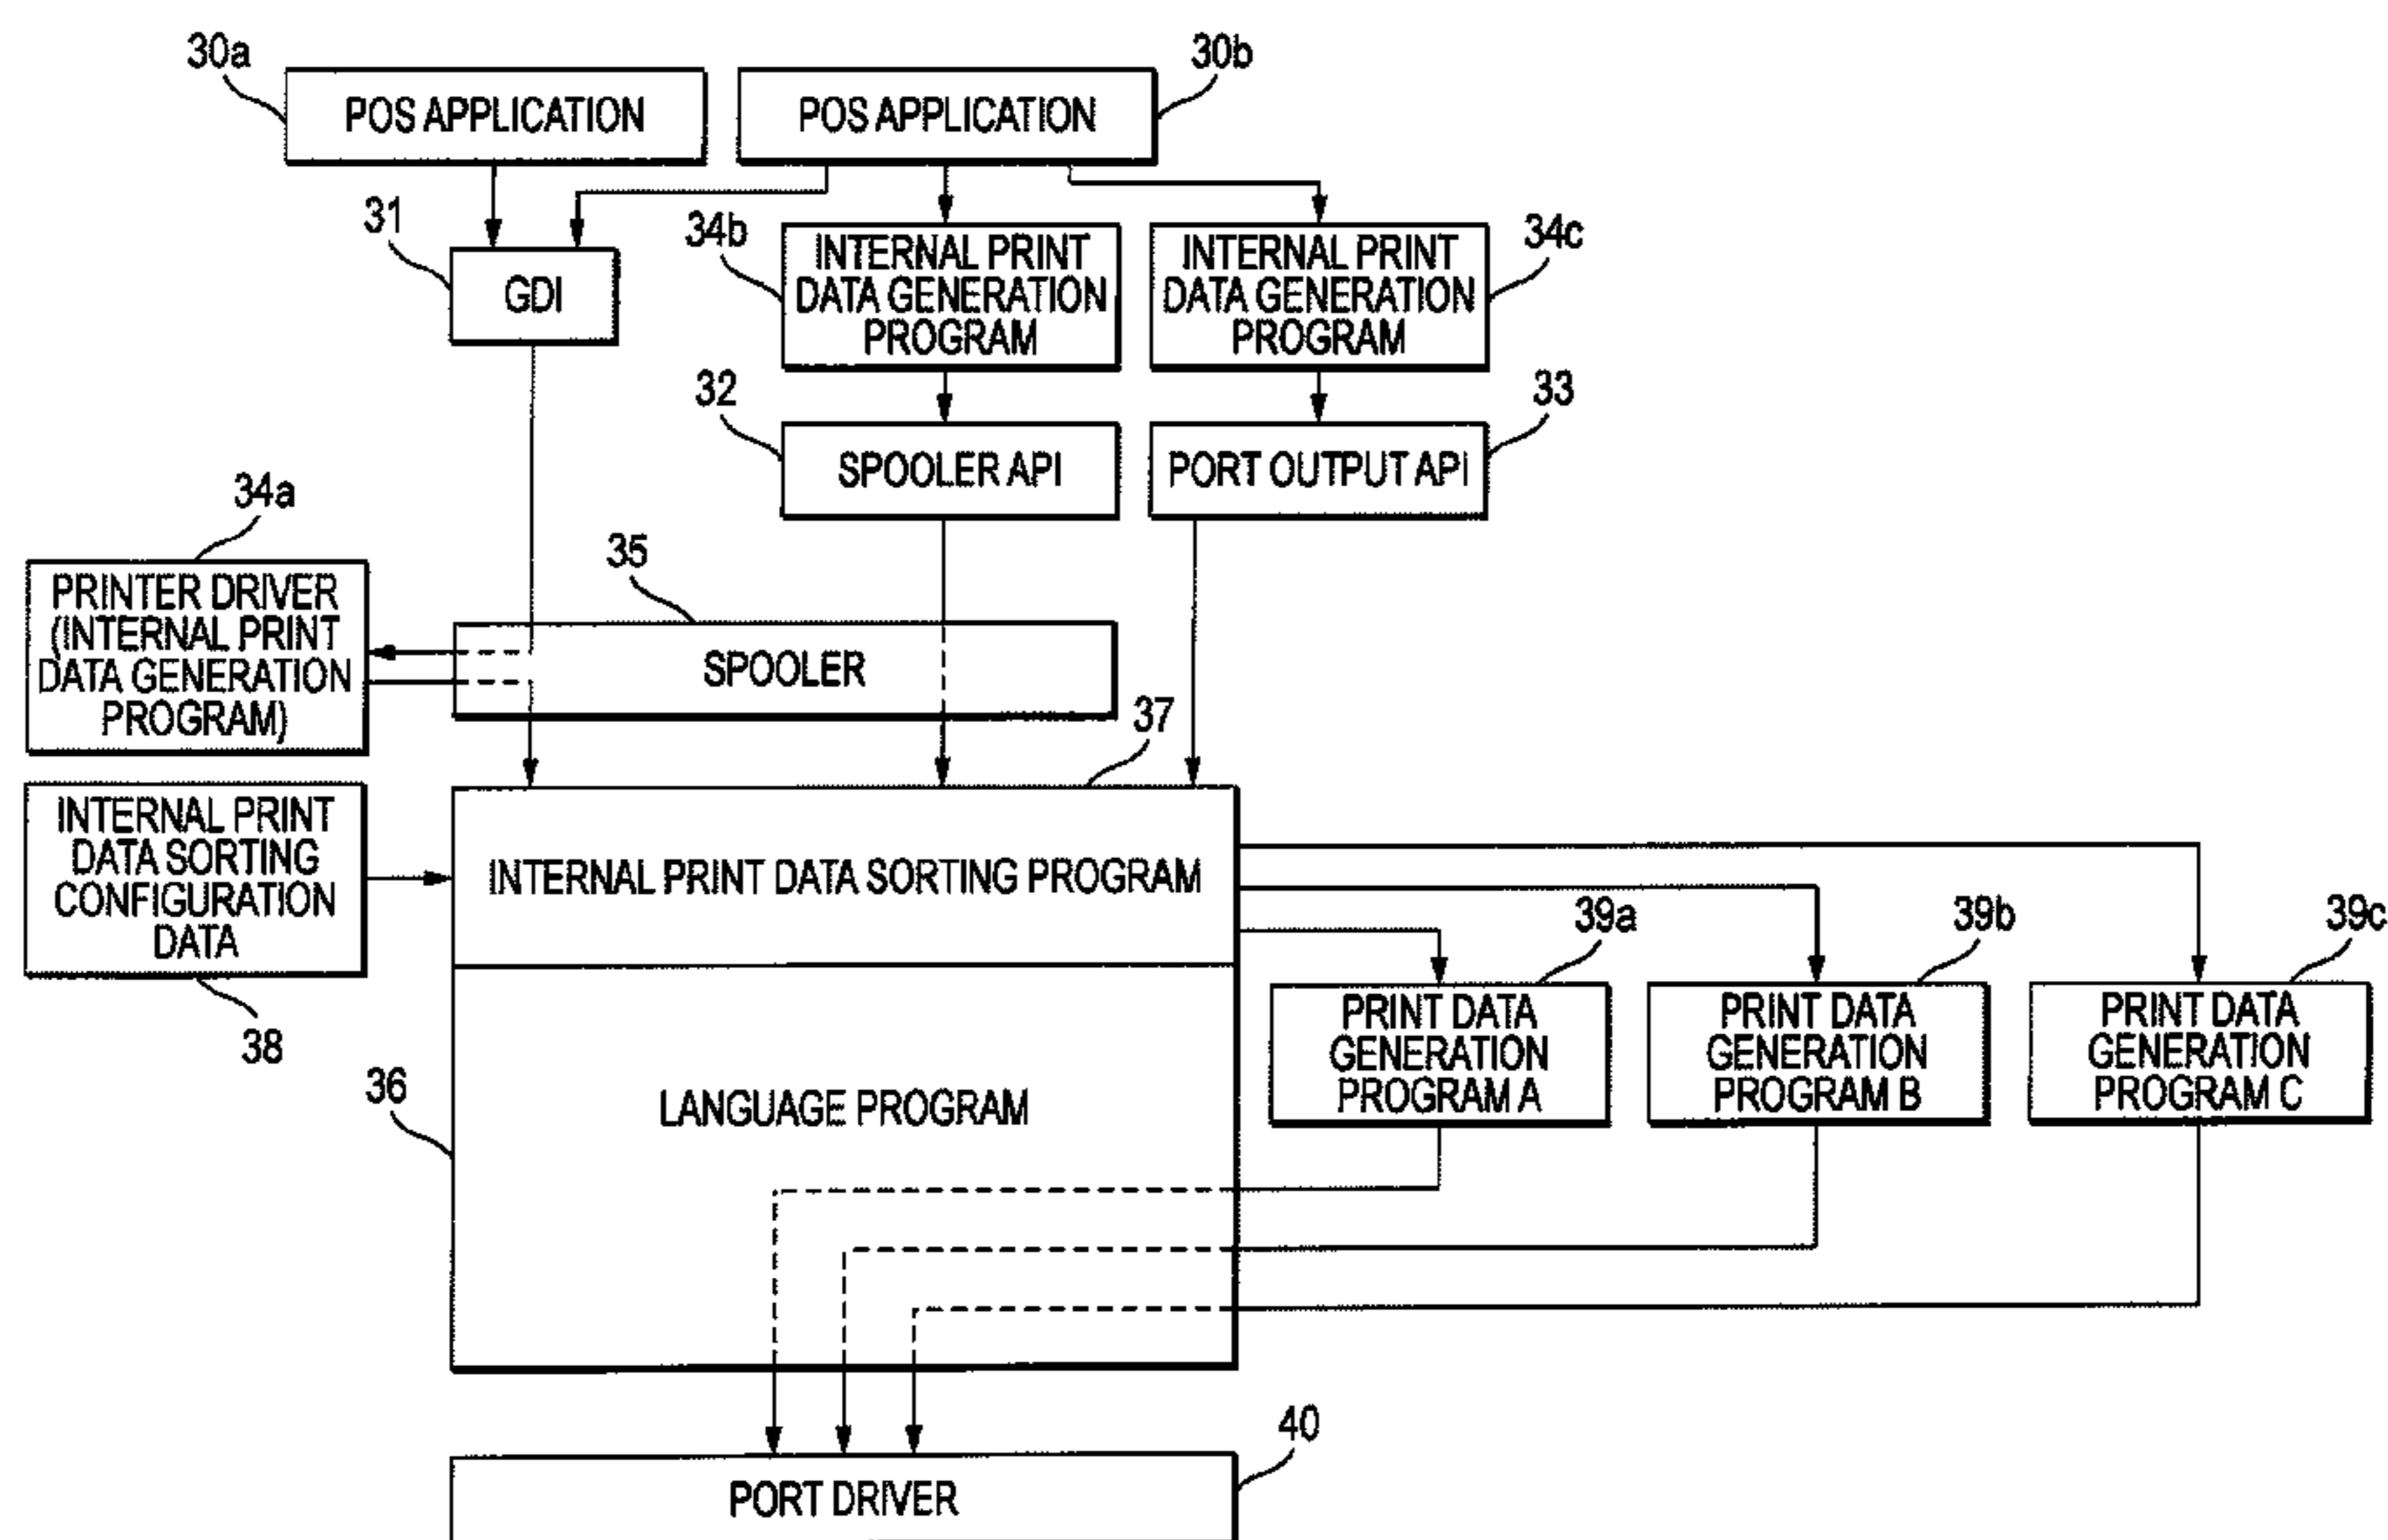 30a
30b
POS APPLICATION
POS APPLICATION
31
34b
34c
GDI
INTERNAL PRINT
DATA GENERATION
PROGRAM
INTERNAL PRINT
DATA GENERATION
PROGRAM
32
33
SPOOLER API
PORT OUTPUT API
34a
35
PRINTER DRIVER
(INTERNAL PRINT
DATA GENERATION
PROGRAM)
SPOOLER
37
INTERNAL PRINT
DATA SORTING
CONFIGURATION
DATA
38
INTERNAL PRINT DATA SORTING PROGRAM
39a
39b
39c
PRINT DATA
GENERATION
PROGRAM A
PRINT DATA
GENERATION
PROGRAM B
PRINT DATA
GENERATION
PROGRAM C
36
LANGUAGE PROGRAM
40
PORT DRIVER